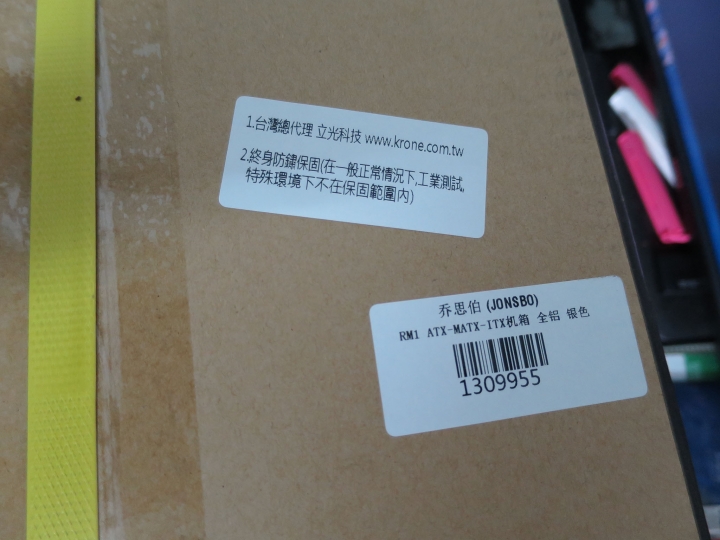 1.台灣總代理 立光科技 www.krone.com.tw
2.終身防鏽保固(在一般正常情況下,工業測試,
特殊環境下不在保固範圍內)
乔思伯 (JONSBO)
RM1 ATX-MATX-ITX机箱 全铝 银色
1309955